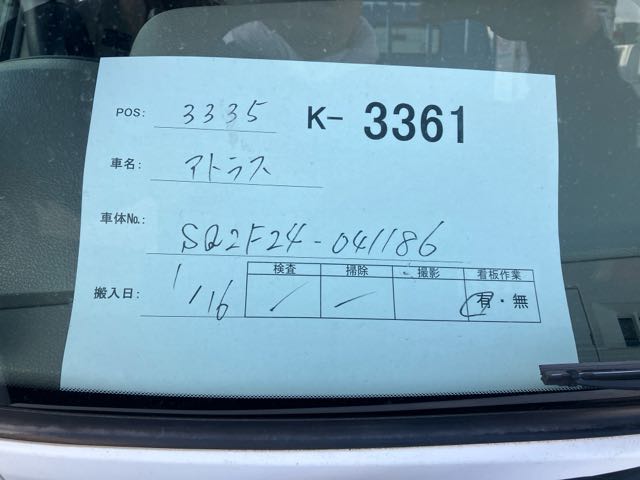 POS: 3335 K- 3361
車名: アトラス
車体No.: SQ2F24-041186
検査 掃除 撮影 看板作業
搬入日: 1/16 / / 有・無